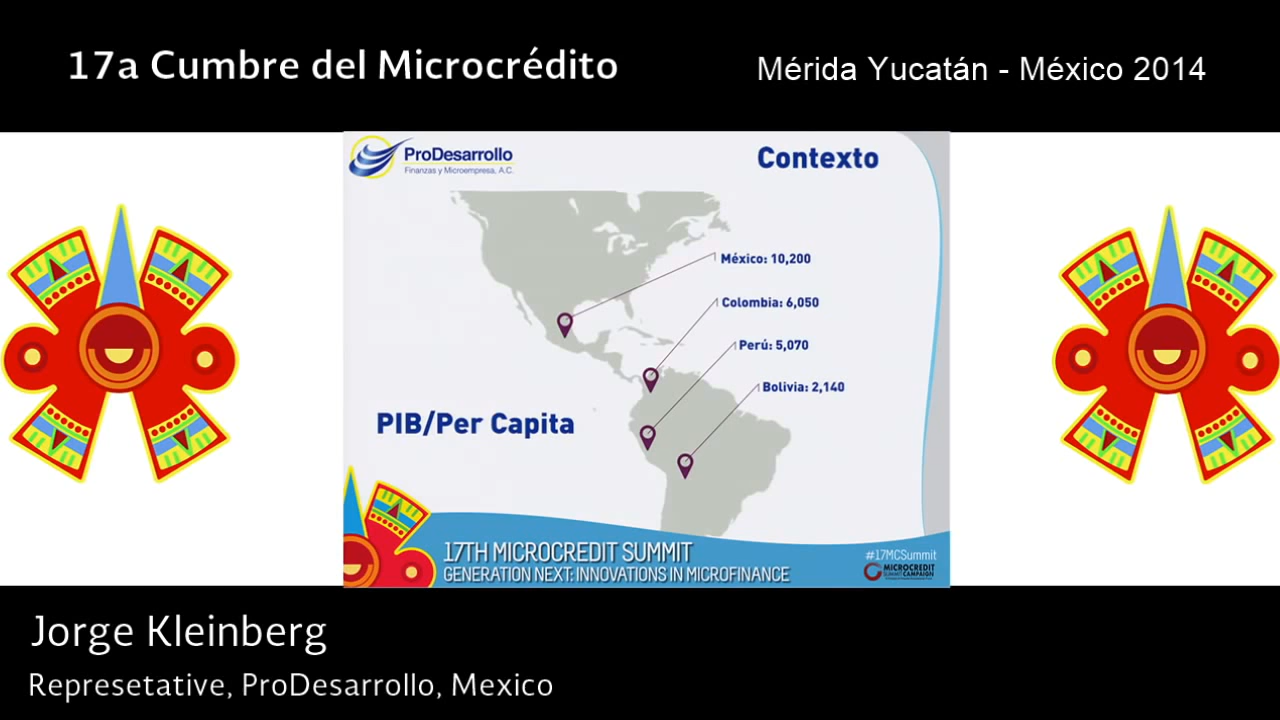 17a Cumbre del Microcrédito
Mérida Yucatán - México 2014
ProDesarrollo
Finanzas y Microempresa, A.C.
Contexto
México: 10,200
Colombia: 6,050
Perú: 5,070
Bolivia: 2,140
PIB/Per Capita
17TH MICROCREDIT SUMMIT
GENERATION NEXT: INNOVATIONS IN MICROFINANCE
#17MCSummit
MICROCREDIT
SUMMIT CAMPAIGN
Jorge Kleinberg
Represetative, ProDesarrollo, Mexico